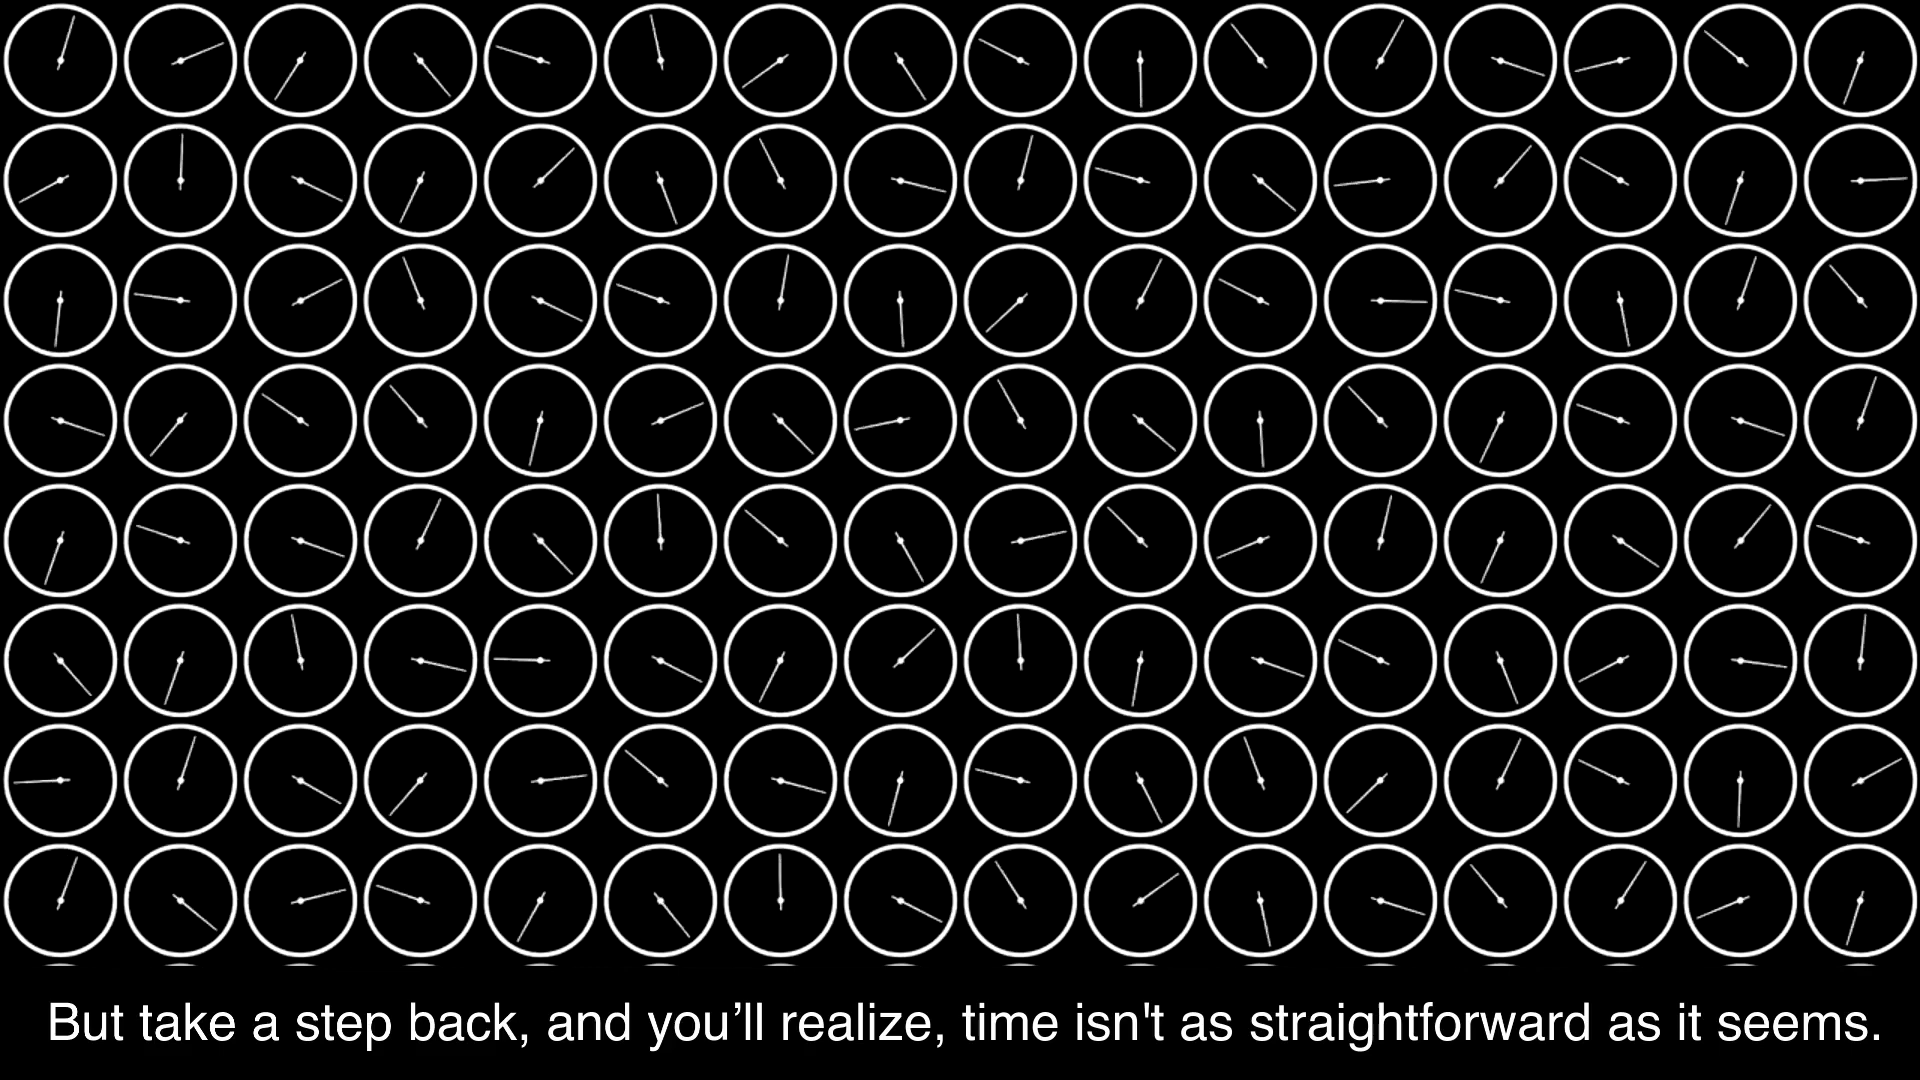 But take a step back, and you’ll realize, time isn't as straightforward as it seems.